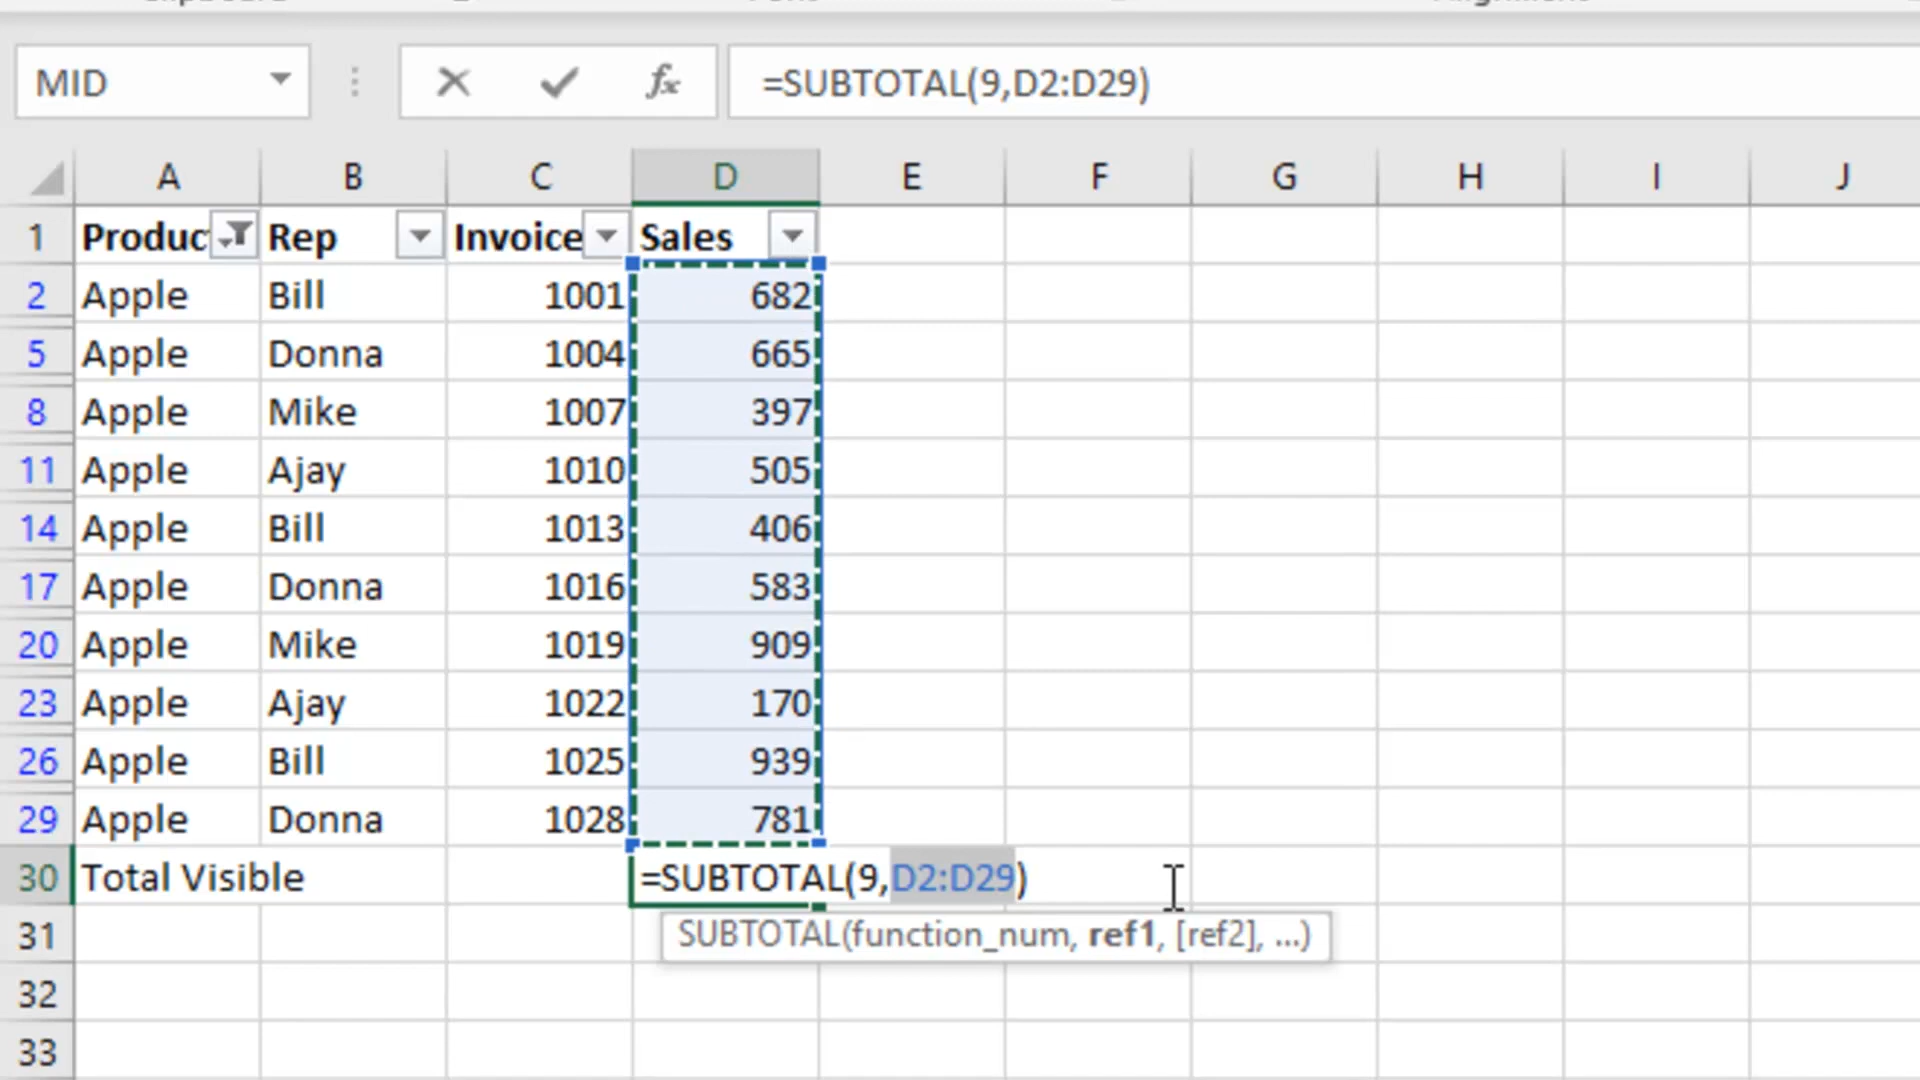 MID fx =SUBTOTAL(9,D2:D29)
A B C D E F G H I J
1 Produc Rep Invoice Sales
2 Apple Bill 1001 682
5 Apple Donna 1004 665
8 Apple Mike 1007 397
11 Apple Ajay 1010 505
14 Apple Bill 1013 406
17 Apple Donna 1016 583
20 Apple Mike 1019 909
23 Apple Ajay 1022 170
26 Apple Bill 1025 939
29 Apple Donna 1028 781
30 Total Visible =SUBTOTAL(9,D2:D29)
31 SUBTOTAL(function_num, ref1, [ref2], ...)
32
33